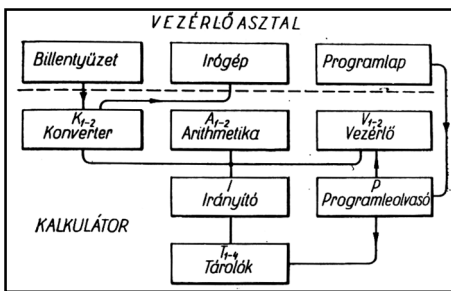 VEZÉRLŐASZTAL
Billentyűzet
Irógép
Programlap
K1-2
Konverter
A1-2
Arithmetika
V1-2
Vezérlő
I
Irányító
P
Programleolvasó
KALKULÁTOR
T1-4
Tárolók